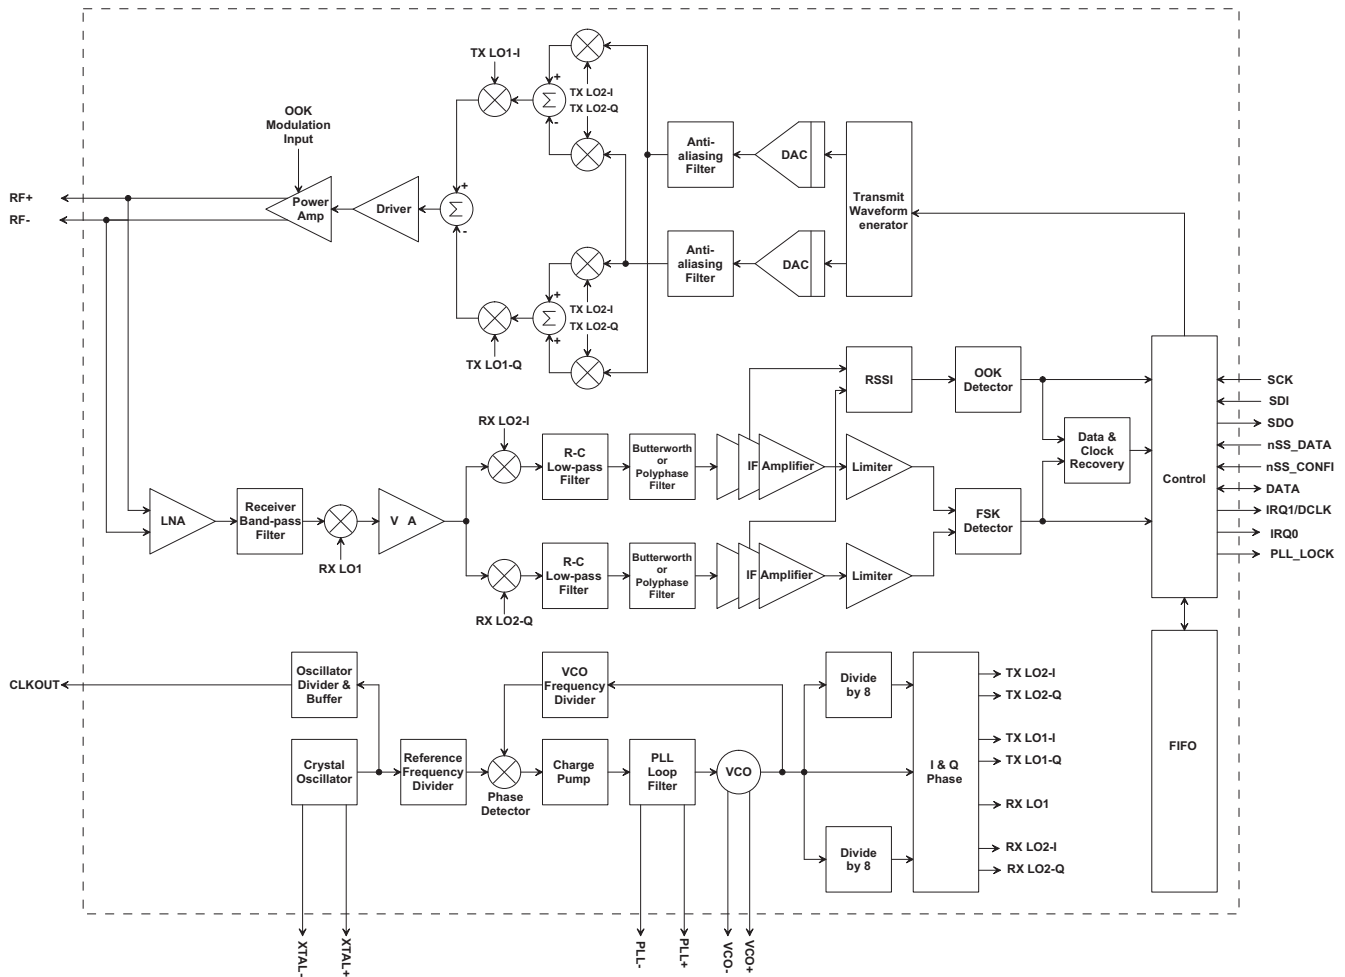 TX LO1-I
+
TX LO2-I
TX LO2-Q
Σ
-
OOK
Modulation
Input
Anti-
aliasing
Filter
DAC
Transmit
Waveform
enerator
RF+
RF-
Power
Amp
Driver
+
Σ
-
Anti-
aliasing
Filter
DAC
+
Σ
+
TX LO2-I
TX LO2-Q
TX LO1-Q
RSSI
OOK
Detector
Data &
Clock
Recovery
Control
SCK
SDI
SDO
nSS_DATA
nSS_CONFI
DATA
IRQ1/DCLK
IRQ0
PLL_LOCK
RX LO2-I
R-C
Low-pass
Filter
Butterworth
or
Polyphase
Filter
IF Amplifier
Limiter
LNA
Receiver
Band-pass
Filter
RX LO1
V A
FSK
Detector
R-C
Low-pass
Filter
Butterworth
or
Polyphase
Filter
IF Amplifier
Limiter
RX LO2-Q
CLKOUT
Oscillator
Divider &
Buffer
VCO
Frequency
Divider
Divide
by 8
TX LO2-I
TX LO2-Q
TX LO1-I
TX LO1-Q
RX LO1
RX LO2-I
RX LO2-Q
FIFO
Crystal
Oscillator
Reference
Frequency
Divider
Phase
Detector
Charge
Pump
PLL
Loop
Filter
VCO
I & Q
Phase
Divide
by 8
XTAL-
XTAL+
PLL-
PLL+
VCO-
VCO+